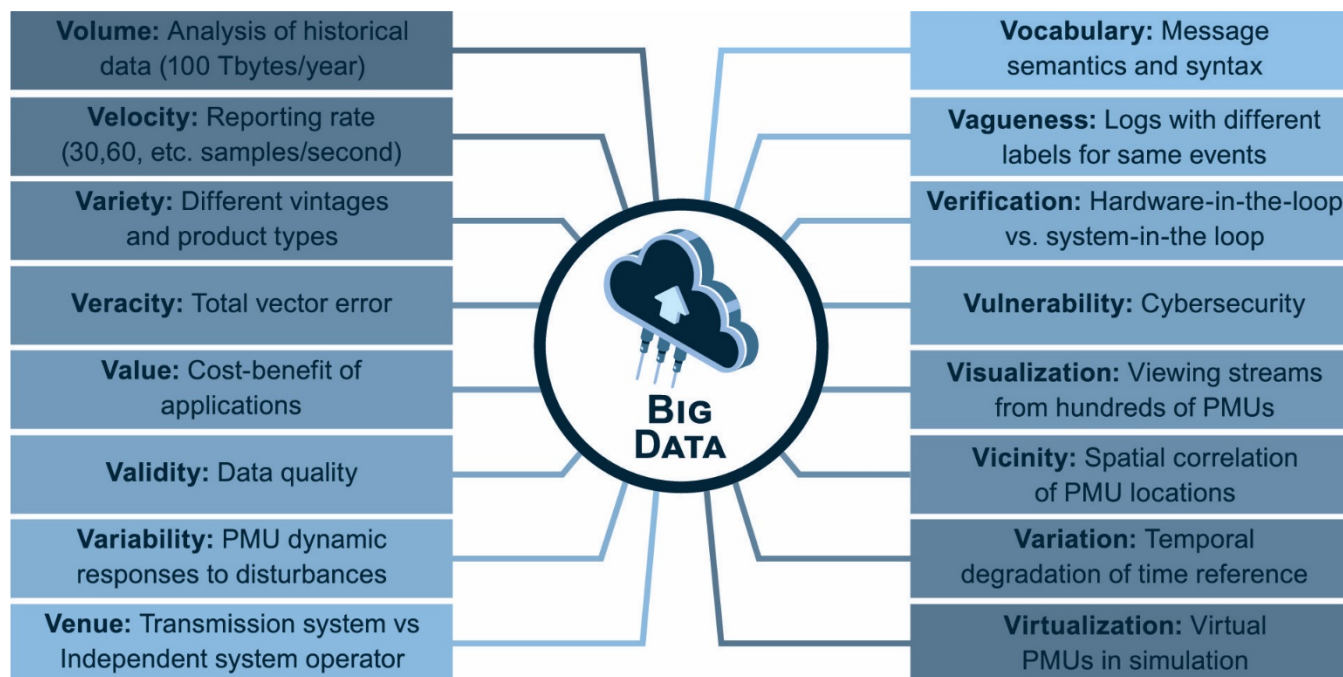 Volume: Analysis of historical
data (100 Tbytes/year)
Velocity: Reporting rate
(30,60, etc. samples/second)
Variety: Different vintages
and product types
Veracity: Total vector error
Value: Cost-benefit of
applications
Validity: Data quality
Variability: PMU dynamic
responses to disturbances
Venue: Transmission system vs
Independent system operator
BIG
DATA
Vocabulary: Message
semantics and syntax
Vagueness: Logs with different
labels for same events
Verification: Hardware-in-the-loop
vs. system-in-the loop
Vulnerability: Cybersecurity
Visualization: Viewing streams
from hundreds of PMUs
Vicinity: Spatial correlation
of PMU locations
Variation: Temporal
degradation of time reference
Virtualization: Virtual
PMUs in simulation